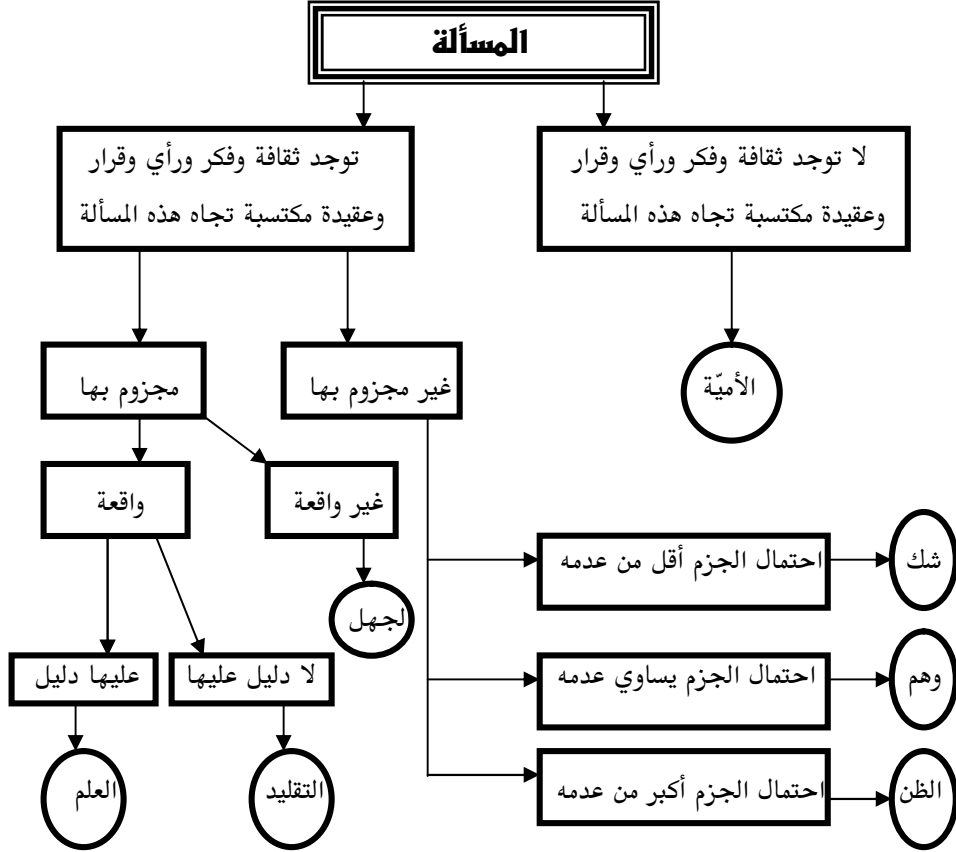 المسألة
لا توجد ثقافة وفكر ورأي وقرار
وعقيدة مكتسبة تجاه هذه المسألة
توجد ثقافة وفكر ورأي وقرار
وعقيدة مكتسبة تجاه هذه المسألة
الأميّة
غير مجزوم بها
مجزوم بها
غير واقعة
واقعة
احتمال الجزم أقل من عدمه
شك
لجهل
احتمال الجزم يساوي عدمه
وهم
لا دليل عليها
عليها دليل
احتمال الجزم أكبر من عدمه
الظن
التقليد
العلم